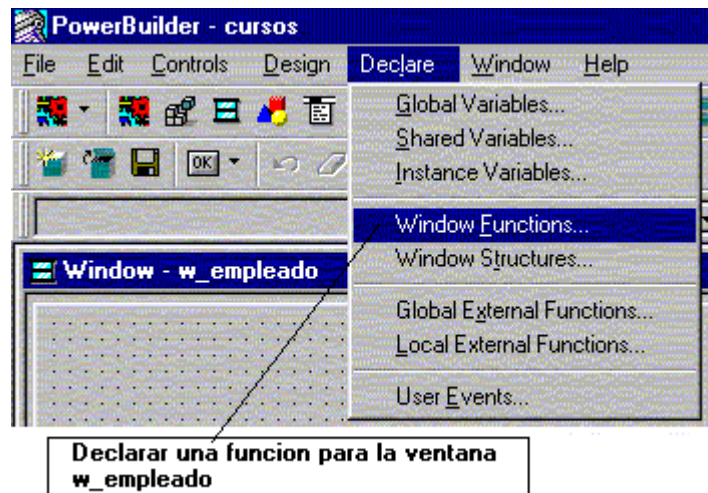 PowerBuilder - cursos
File Edit Controls Design Declare Window Help
OK
Global Variables...
Shared Variables...
Instance Variables...
Window Functions...
Window Structures...
Global External Functions...
Local External Functions...
User Events...
Window - w_empleado
Declarar una funcion para la ventana
w_empleado